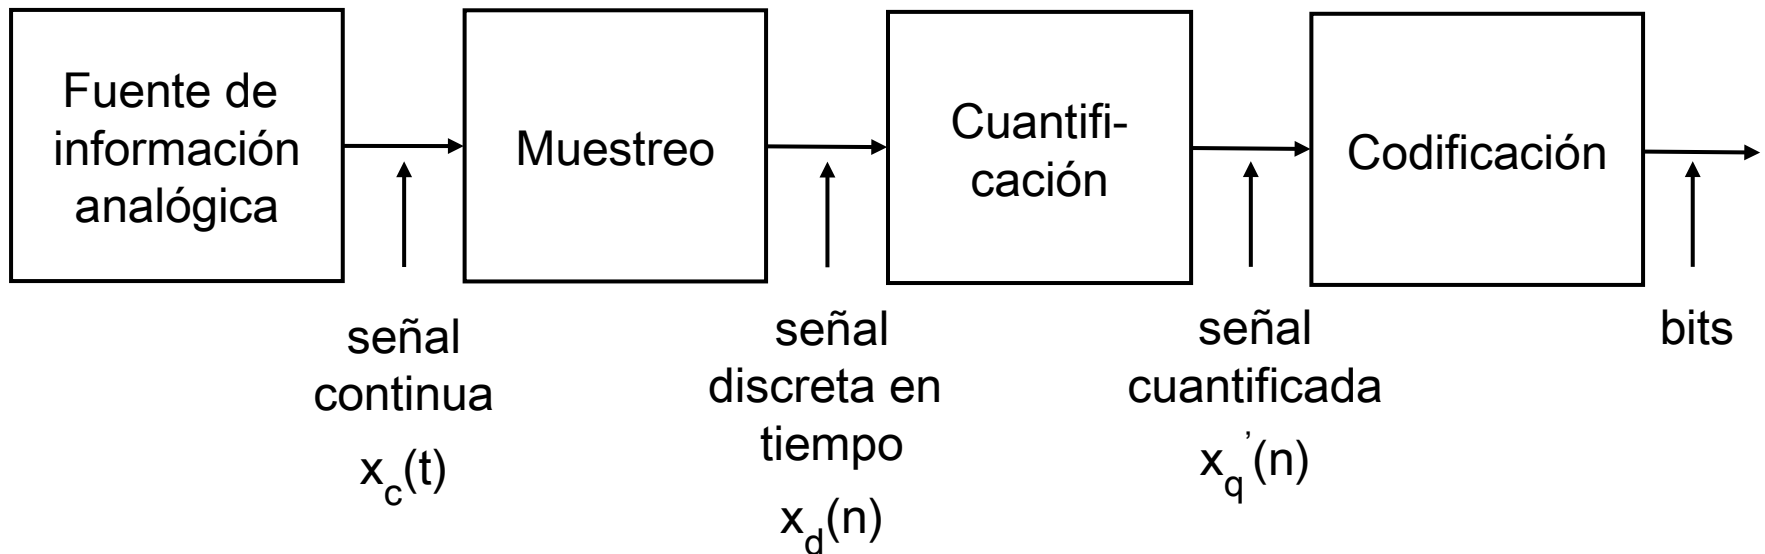 Fuente de
información
analógica
Muestreo
Cuantifi-
cación
Codificación
señal
continua
x_c(t)
señal
discreta en
tiempo
x_d(n)
señal
cuantificada
x_q’(n)
bits